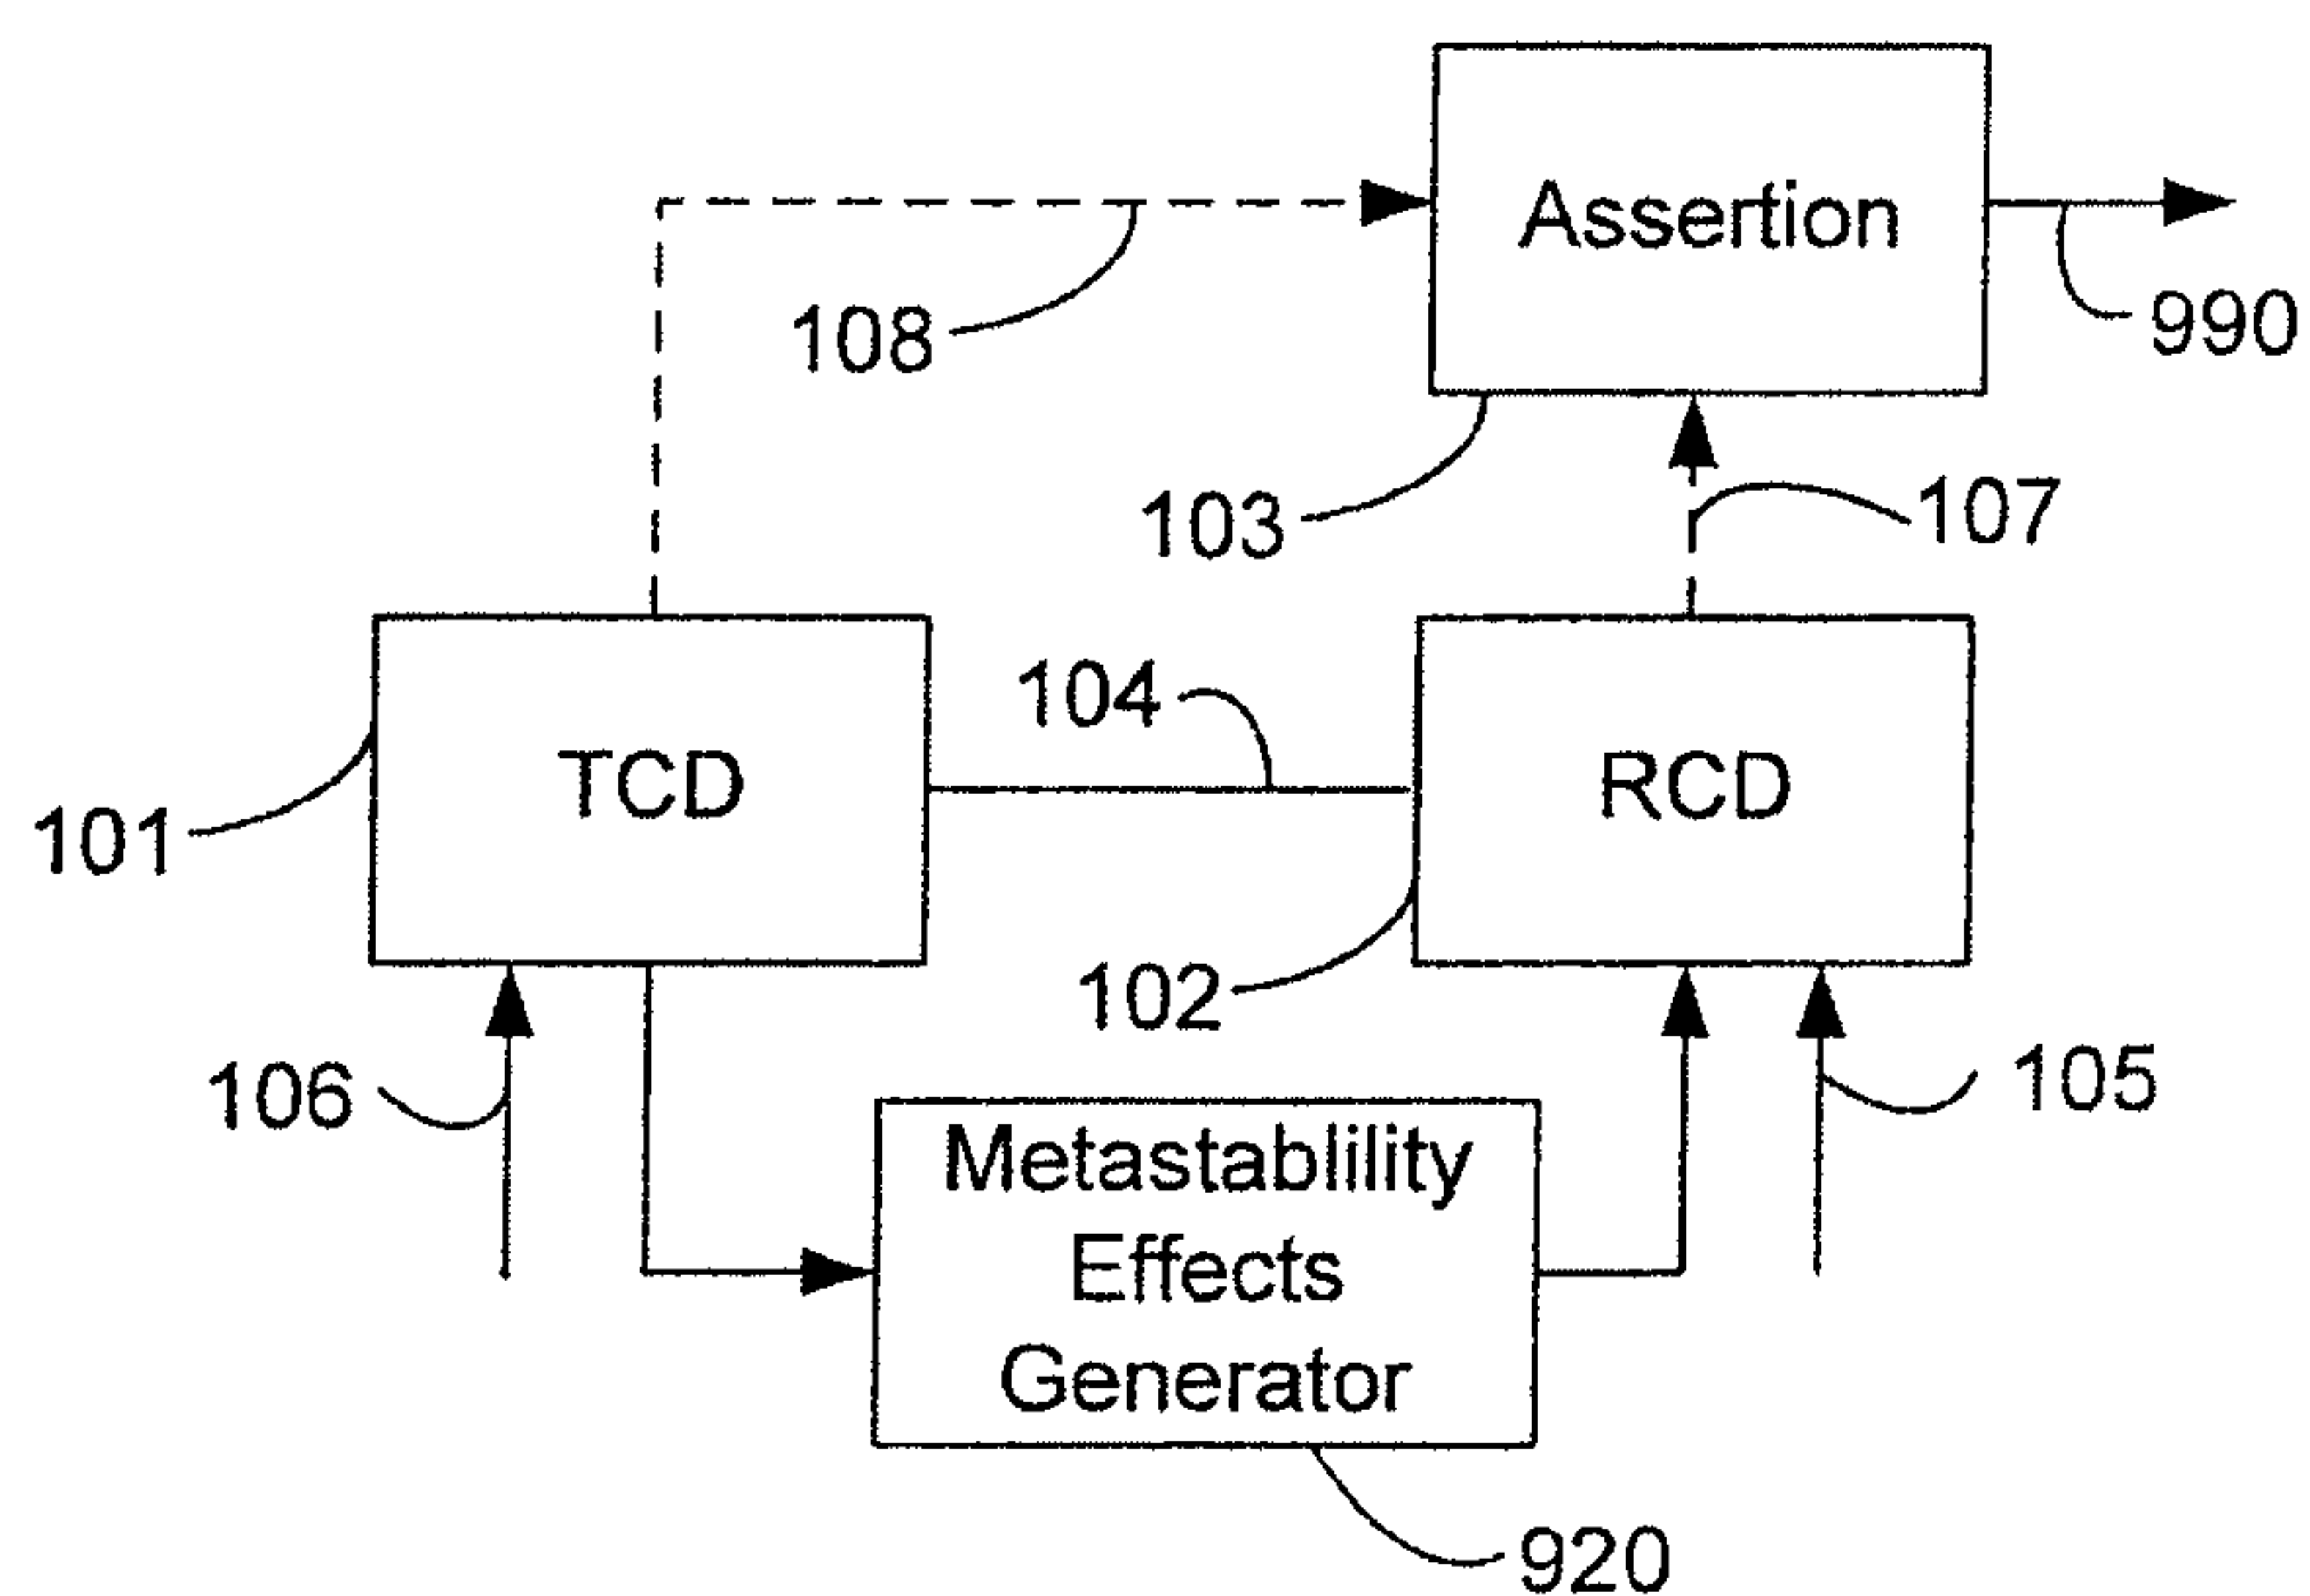 Assertion
990
108
103
107
104
TCD
RCD
101
102
106
105
Metastablility
Effects
Generator
920